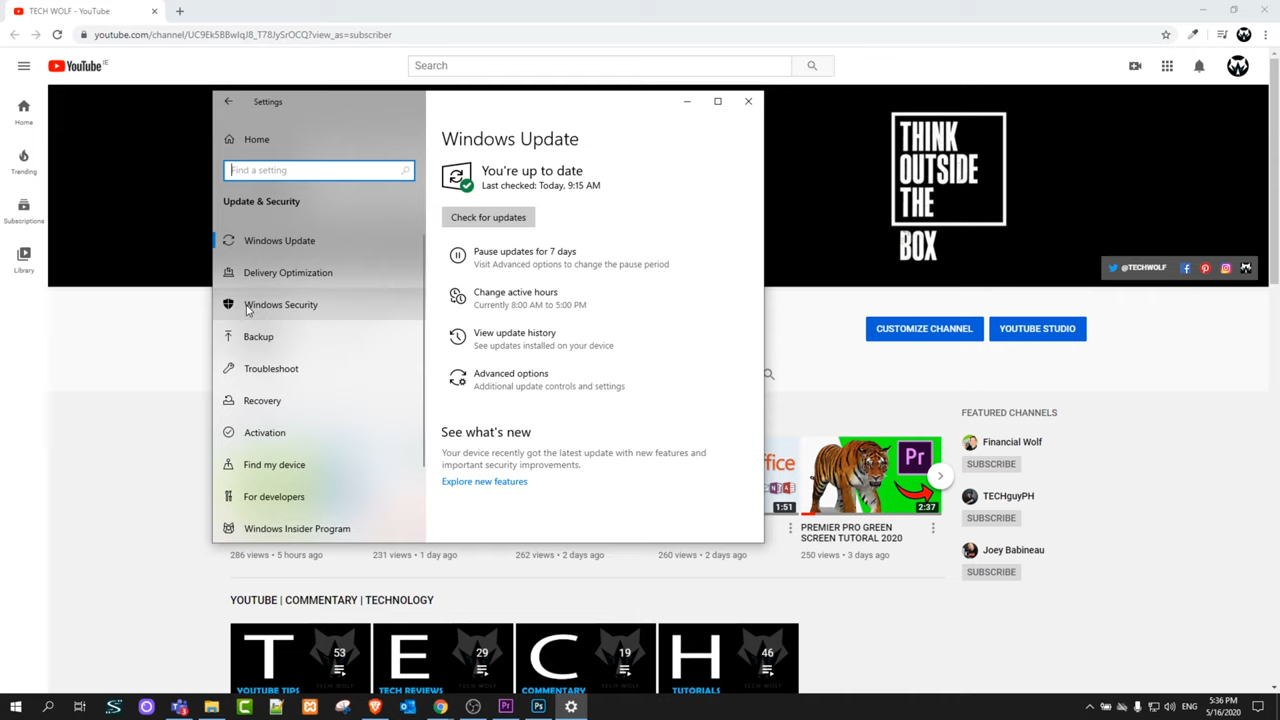 TECH WOLF - YouTube
youtube.com/channel/UC9Ek5BBwIqJ8_T78JySrOCQ?view_as=subscriber
YouTube IE
Search
Home
Trending
Subscriptions
Library
THINK
OUTSIDE
THE
BOX
@TECHWOLF
CUSTOMIZE CHANNEL
YOUTUBE STUDIO
Settings
Home
Find a setting
Update & Security
Windows Update
Delivery Optimization
Windows Security
Backup
Troubleshoot
Recovery
Activation
Find my device
For developers
Windows Insider Program
Windows Update
You're up to date
Last checked: Today, 9:15 AM
Check for updates
Pause updates for 7 days
Visit Advanced options to change the pause period
Change active hours
Currently 8:00 AM to 5:00 PM
View update history
See updates installed on your device
Advanced options
Additional update controls and settings
See what's new
Your device recently got the latest update with new features and
important security improvements.
Explore new features
1:51
Pr
2:37
PREMIER PRO GREEN
SCREEN TUTORAL 2020
286 views • 5 hours ago
231 views • 1 day ago
262 views • 2 days ago
260 views • 2 days ago
250 views • 3 days ago
FEATURED CHANNELS
Financial Wolf
SUBSCRIBE
TECHguyPH
SUBSCRIBE
Joey Babineau
SUBSCRIBE
YOUTUBE | COMMENTARY | TECHNOLOGY
T
53
YOUTUBE TIPS
E
29
TECH REVIEWS
C
19
COMMENTARY
H
46
TUTORIALS
ENG
5:36 PM
5/16/2020